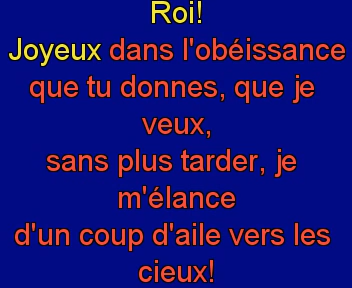 Roi!
Joyeux dans l'obéissance
que tu donnes, que je
veux,
sans plus tarder, je
m'élance
d'un coup d'aile vers les
cieux!